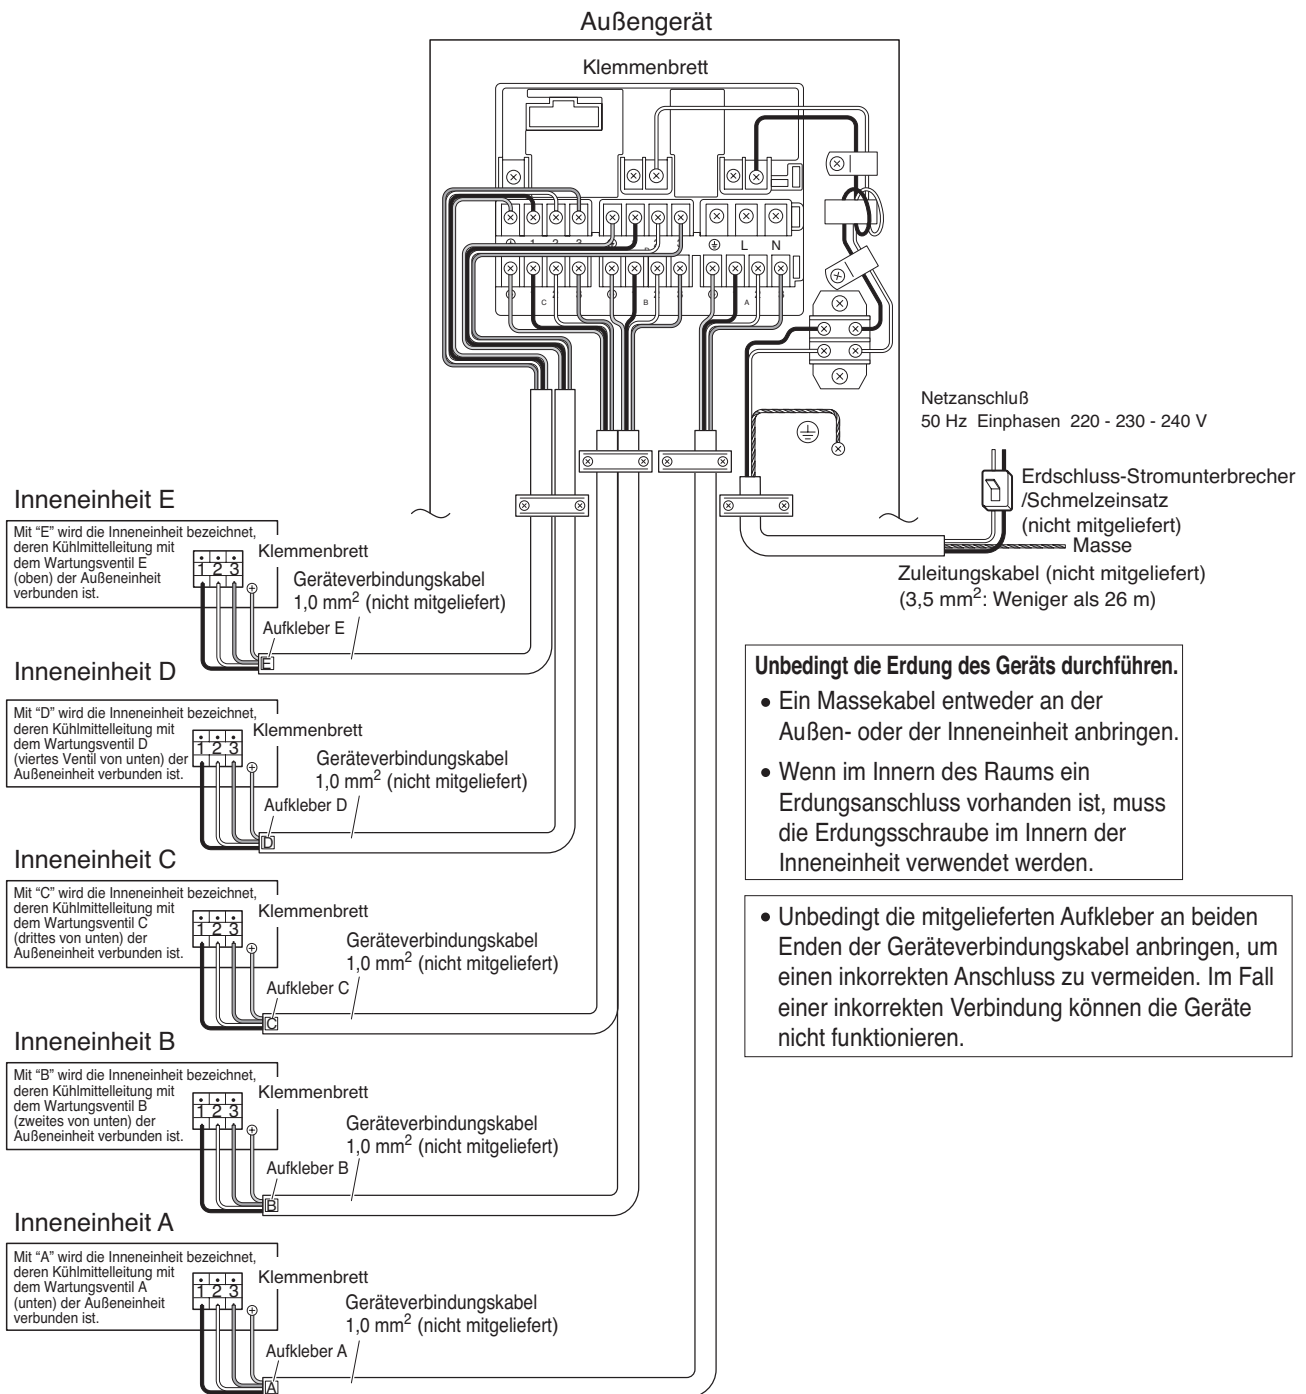 Außengerät
Klemmenbrett
1 2 3
L N
C B A
Netzanschluß
50 Hz Einphasen 220 - 230 - 240 V
Erdschluss-Stromunterbrecher
/Schmelzeinsatz
(nicht mitgeliefert)
Masse
Zuleitungskabel (nicht mitgeliefert)
(3,5 mm²: Weniger als 26 m)
Inneneinheit E
Mit “E” wird die Inneneinheit bezeichnet,
deren Kühlmittelleitung mit
dem Wartungsventil E
(oben) der Außeneinheit
verbunden ist.
1 2 3
Klemmenbrett
Geräteverbindungskabel
1,0 mm² (nicht mitgeliefert)
Aufkleber E
E
Inneneinheit D
Mit “D” wird die Inneneinheit bezeichnet,
deren Kühlmittelleitung mit
dem Wartungsventil D
(viertes Ventil von unten) der
Außeneinheit verbunden ist.
1 2 3
Klemmenbrett
Geräteverbindungskabel
1,0 mm² (nicht mitgeliefert)
Aufkleber D
D
Inneneinheit C
Mit “C” wird die Inneneinheit bezeichnet,
deren Kühlmittelleitung mit
dem Wartungsventil C
(drittes von unten) der
Außeneinheit verbunden ist.
1 2 3
Klemmenbrett
Geräteverbindungskabel
1,0 mm² (nicht mitgeliefert)
Aufkleber C
C
Inneneinheit B
Mit “B” wird die Inneneinheit bezeichnet,
deren Kühlmittelleitung mit
dem Wartungsventil B
(zweites von unten) der
Außeneinheit verbunden ist.
1 2 3
Klemmenbrett
Geräteverbindungskabel
1,0 mm² (nicht mitgeliefert)
Aufkleber B
B
Inneneinheit A
Mit “A” wird die Inneneinheit bezeichnet,
deren Kühlmittelleitung mit
dem Wartungsventil A
(unten) der Außeneinheit
verbunden ist.
1 2 3
Klemmenbrett
Geräteverbindungskabel
1,0 mm² (nicht mitgeliefert)
Aufkleber A
A
Unbedingt die Erdung des Geräts durchführen.
• Ein Massekabel entweder an der
Außen- oder der Inneneinheit anbringen.
• Wenn im Innern des Raums ein
Erdungsanschluss vorhanden ist, muss
die Erdungsschraube im Innern der
Inneneinheit verwendet werden.
• Unbedingt die mitgelieferten Aufkleber an beiden
Enden der Geräteverbindungskabel anbringen, um
einen inkorrekten Anschluss zu vermeiden. Im Fall
einer inkorrekten Verbindung können die Geräte
nicht funktionieren.